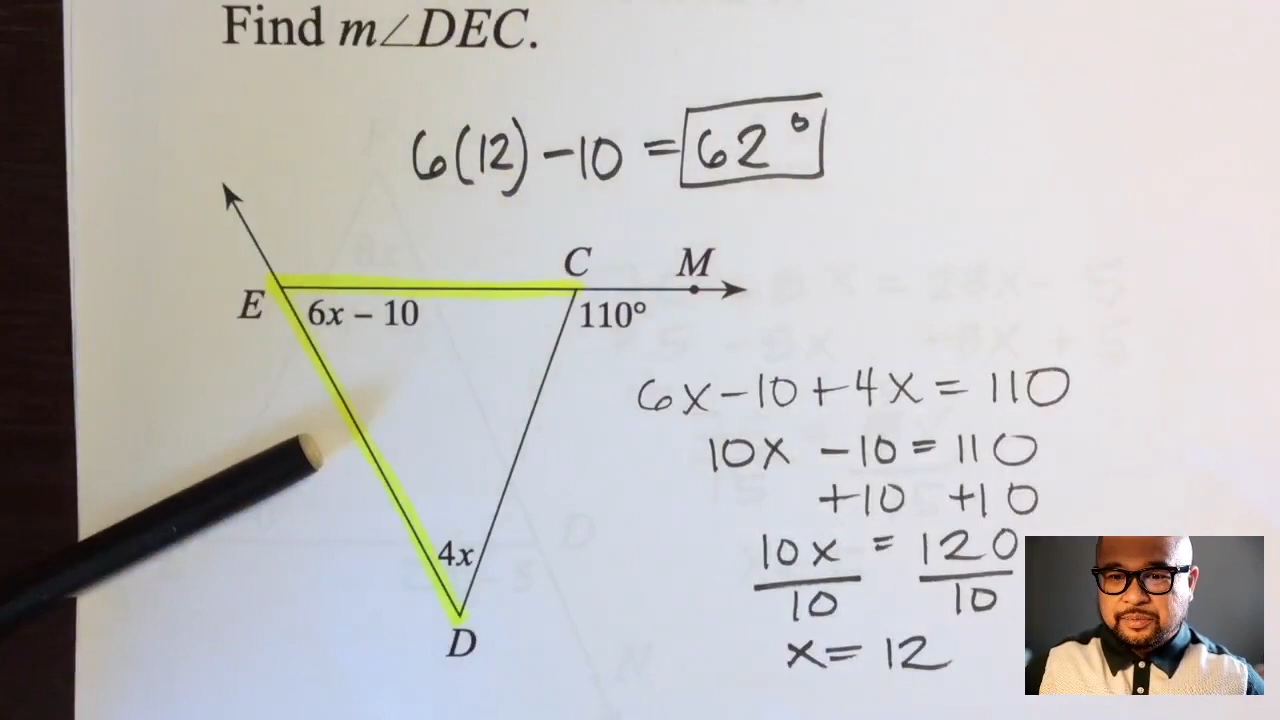 Find m∠DEC.
6(12) - 10 = 62°
C
M
E
6x – 10
110°
6x - 10 + 4x = 110
10x - 10 = 110
+10 +10
4x
10x = 120
10 10
D
x = 12